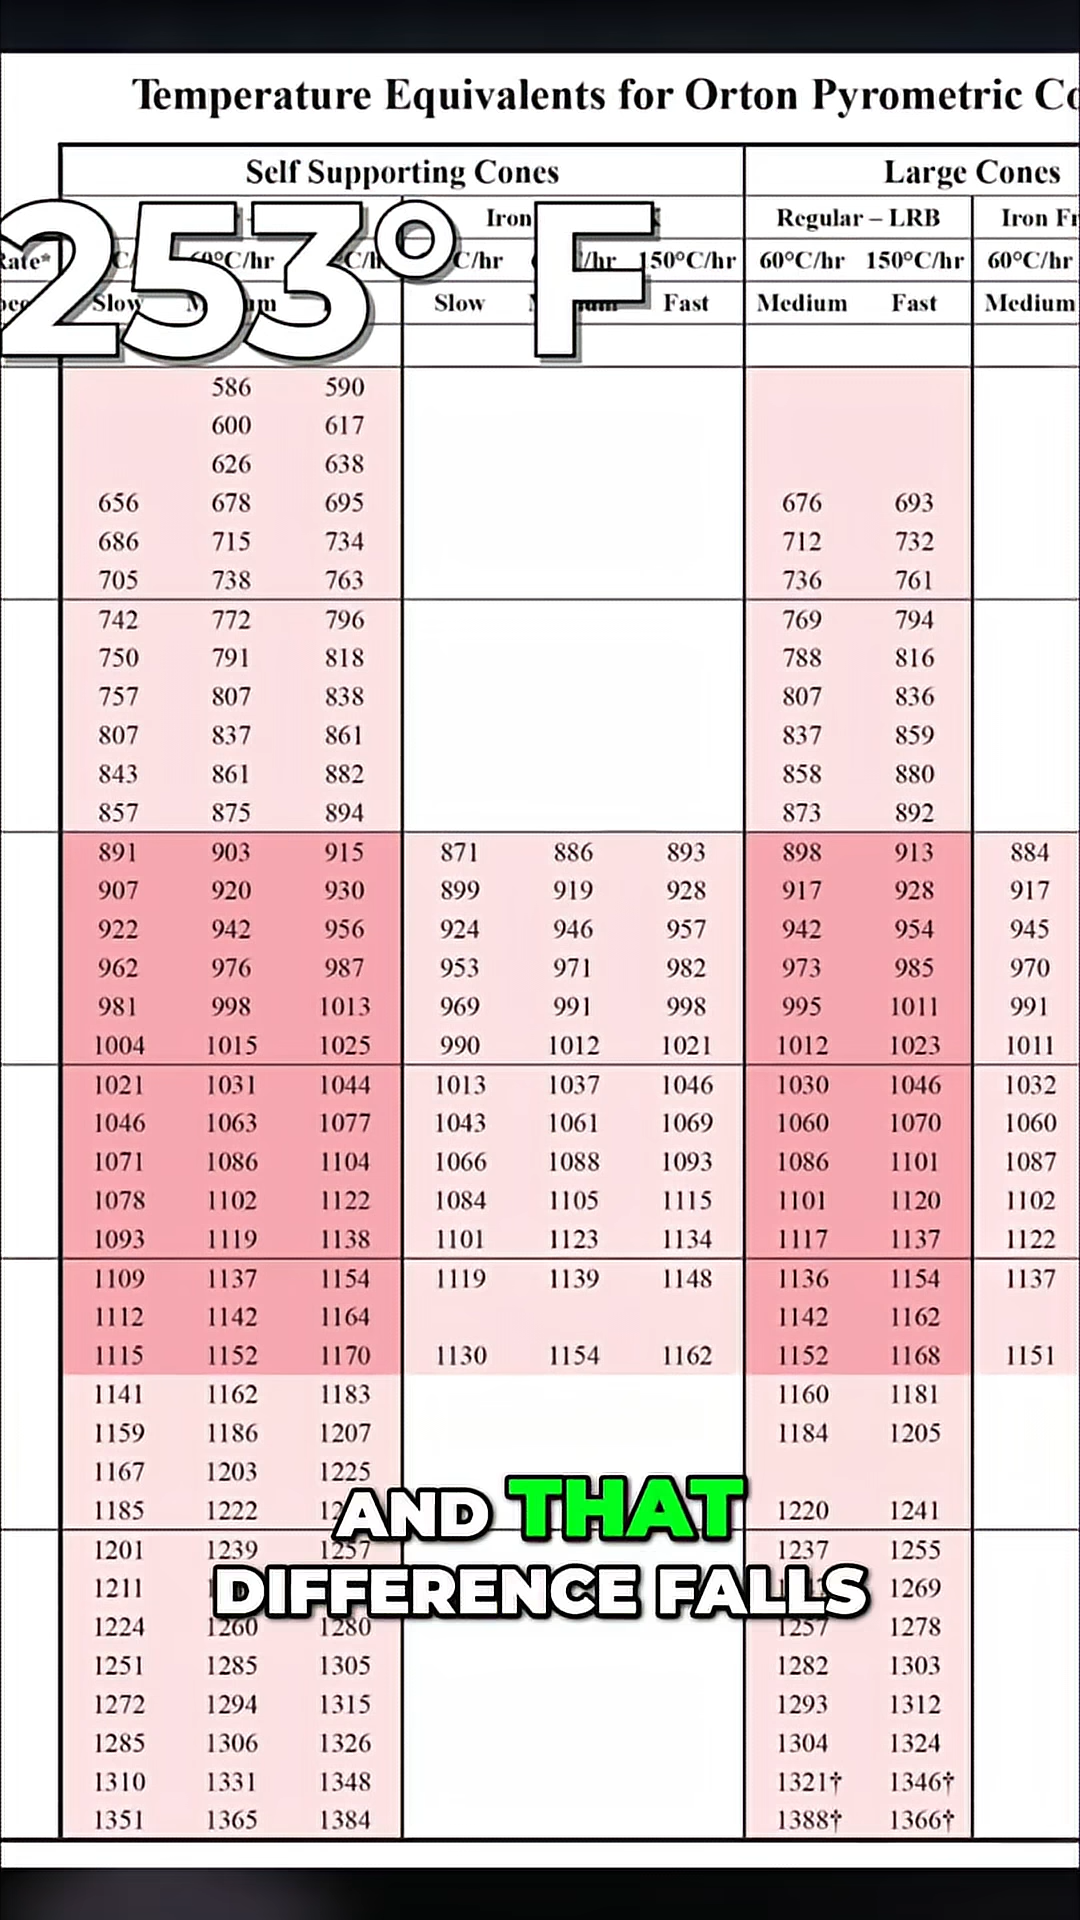 Temperature Equivalents for Orton Pyrometric Co
Self Supporting Cones Large Cones
Iron Regular – LRB Iron Fr
60°C/hr C/hr 150°C/hr 60°C/hr 150°C/hr 60°C/hr
Slow Slow Fast Medium Fast Medium
253° F
586 590
600 617
626 638
656 678 695 676 693
686 715 734 712 732
705 738 763 736 761
742 772 796 769 794
750 791 818 788 816
757 807 838 807 836
807 837 861 837 859
843 861 882 858 880
857 875 894 873 892
891 903 915 871 886 893 898 913 884
907 920 930 899 919 928 917 928 917
922 942 956 924 946 957 942 954 945
962 976 987 953 971 982 973 985 970
981 998 1013 969 991 998 995 1011 991
1004 1015 1025 990 1012 1021 1012 1023 1011
1021 1031 1044 1013 1037 1046 1030 1046 1032
1046 1063 1077 1043 1061 1069 1060 1070 1060
1071 1086 1104 1066 1088 1093 1086 1101 1087
1078 1102 1122 1084 1105 1115 1101 1120 1102
1093 1119 1138 1101 1123 1134 1117 1137 1122
1109 1137 1154 1119 1139 1148 1136 1154 1137
1112 1142 1164 1142 1162
1115 1152 1170 1130 1154 1162 1152 1168 1151
1141 1162 1183 1160 1181
1159 1186 1207 1184 1205
1167 1203 1225
1185 1222 1220 1241
AND THAT
1201 1239 1257 1237 1255
1211 1269
DIFFERENCE FALLS
1224 1260 1280 1257 1278
1251 1285 1305 1282 1303
1272 1294 1315 1293 1312
1285 1306 1326 1304 1324
1310 1331 1348 1321† 1346†
1351 1365 1384 1388† 1366†